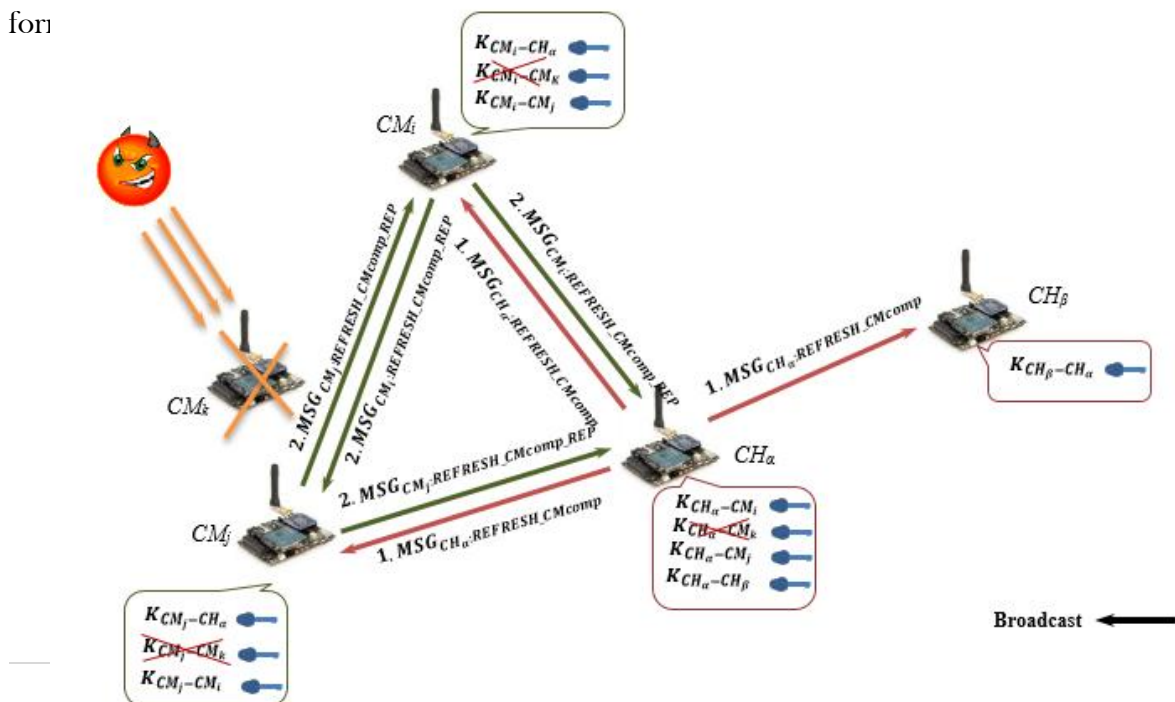 K_{CM_i-CH_α}
K_{CM_i-CM_K}
K_{CM_i-CM_j}
CM_i
2. MSG_{CM_j:REFRESH_CMcomp_REP}
2. MSG_{CM_i:REFRESH_CMcomp_REP}
1. MSG_{CH_α:REFRESH_CMcomp}
2. MSG_{CM_i:REFRESH_CMcomp_REP}
CH_β
1. MSG_{CH_α:REFRESH_CMcomp}
K_{CH_β-CH_α}
CM_k
CH_α
2. MSG_{CM_j:REFRESH_CMcomp_REP}
1. MSG_{CH_α:REFRESH_CMcomp}
CM_j
K_{CH_α-CM_i}
K_{CH_α-CM_k}
K_{CH_α-CM_j}
K_{CH_α-CH_β}
K_{CM_j-CH_α}
K_{CM_j-CM_k}
K_{CM_j-CM_i}
Broadcast